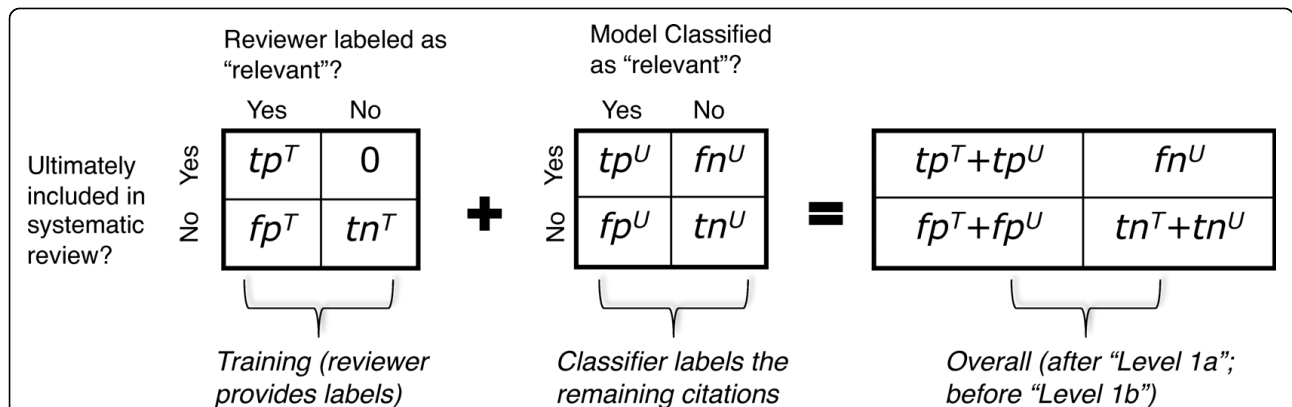 Reviewer labeled as
“relevant”?
Yes No
Model Classified
as “relevant”?
Yes No
Ultimately
included in
systematic
review?
Yes
No
tp^T 0
fp^T tn^T
+
Yes
No
tp^U fn^U
fp^U tn^U
=
tp^T+tp^U fn^U
fp^T+fp^U tn^T+tn^U
Training (reviewer
provides labels)
Classifier labels the
remaining citations
Overall (after “Level 1a”;
before “Level 1b”)